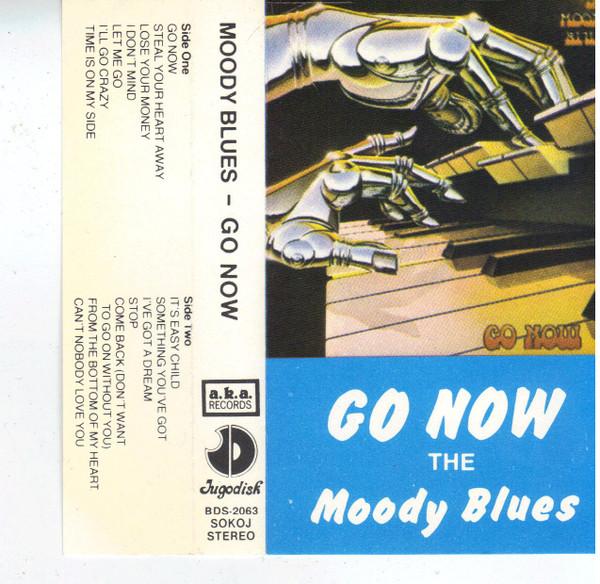 Side One
GO NOW
STEAL YOUR HEART AWAY
LOSE YOUR MONEY
I DON'T MIND
LET ME GO
I'LL GO CRAZY
TIME IS ON MY SIDE
Side Two
IT'S EASY CHILD
SOMETHING YOU'VE GOT
I'VE GOT A DREAM
STOP
COME BACK (DON'T WANT
TO GO ON WITHOUT YOU)
FROM THE BOTTOM OF MY HEART
CAN'T NOBODY LOVE YOU
MOODY BLUES – GO NOW
a.k.a.
RECORDS
Jugodisk
BDS-2063
SOKOJ
STEREO
GO NOW
GO NOW
THE
Moody Blues